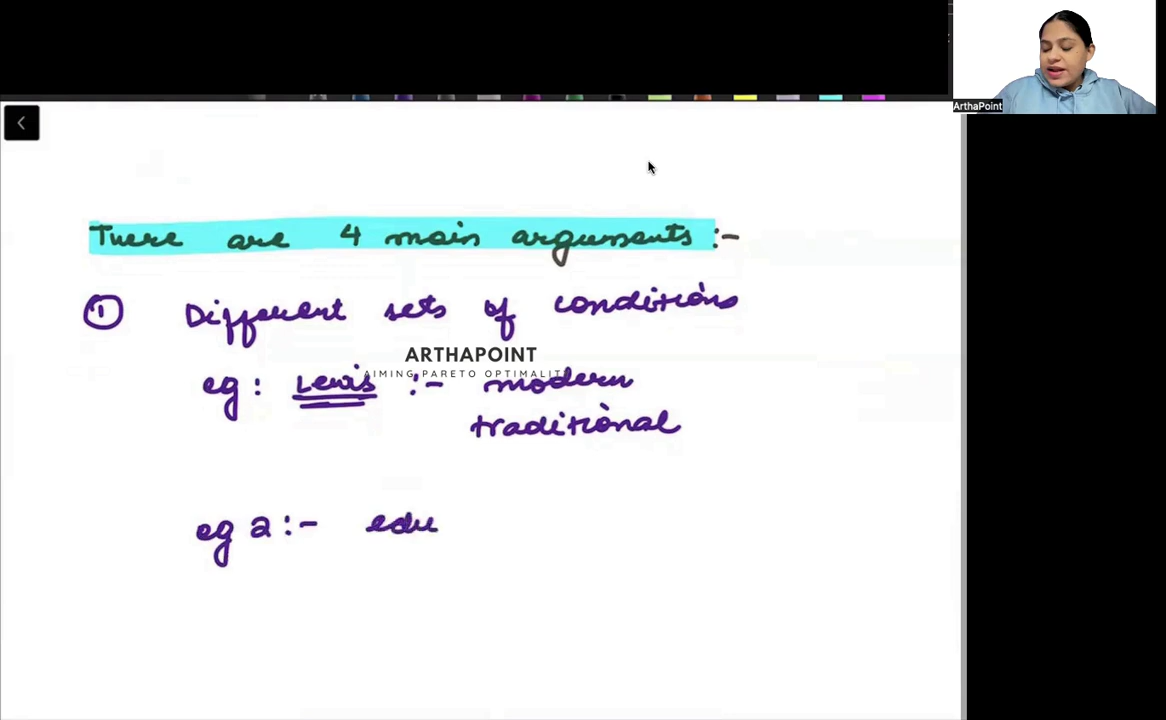 ArthaPoint
There are 4 main arguments :-
① Different sets of conditions
ARTHAPOINT
AIMING PARETO OPTIMALITY
eg : Lewis :- modern
traditional
eg 2 :- edu